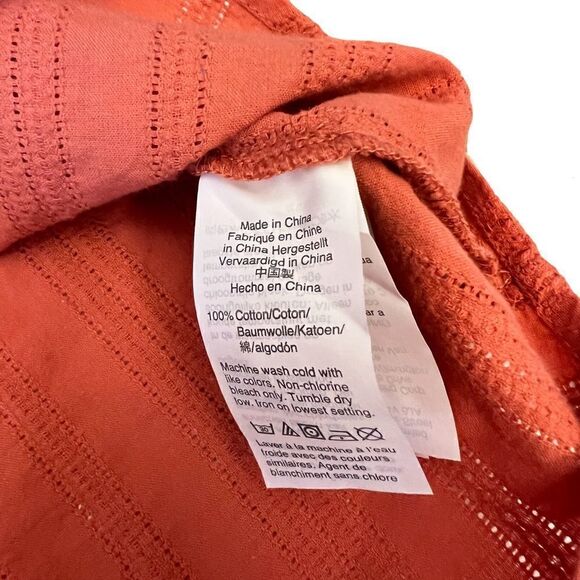 Made in China
Fabriqué en Chine
in China Hergestellt
Vervaardigd in China
中国製
Hecho en China
100% Cotton/Coton/
Baumwolle/Katoen/
綿/algodón
Machine wash cold with
like colors. Non-chlorine
bleach only. Tumble dry
low. Iron on lowest setting.
Laver à la machine à l'eau
froide avec des couleurs
similaires. Agent de
blanchiment sans chlore